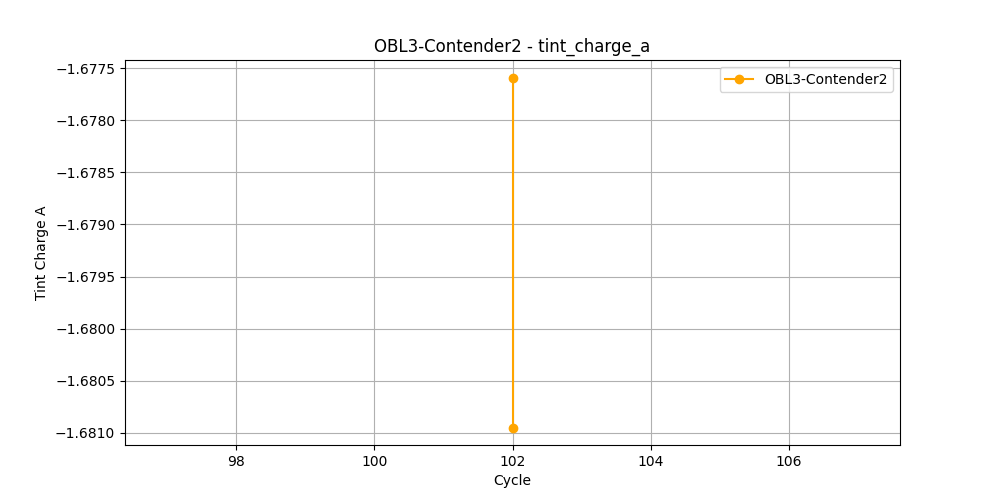 OBL3-Contender2 - tint_charge_a
OBL3-Contender2
Tint Charge A
−1.6775
−1.6780
−1.6785
−1.6790
−1.6795
−1.6800
−1.6805
−1.6810
98 100 102 104 106
Cycle